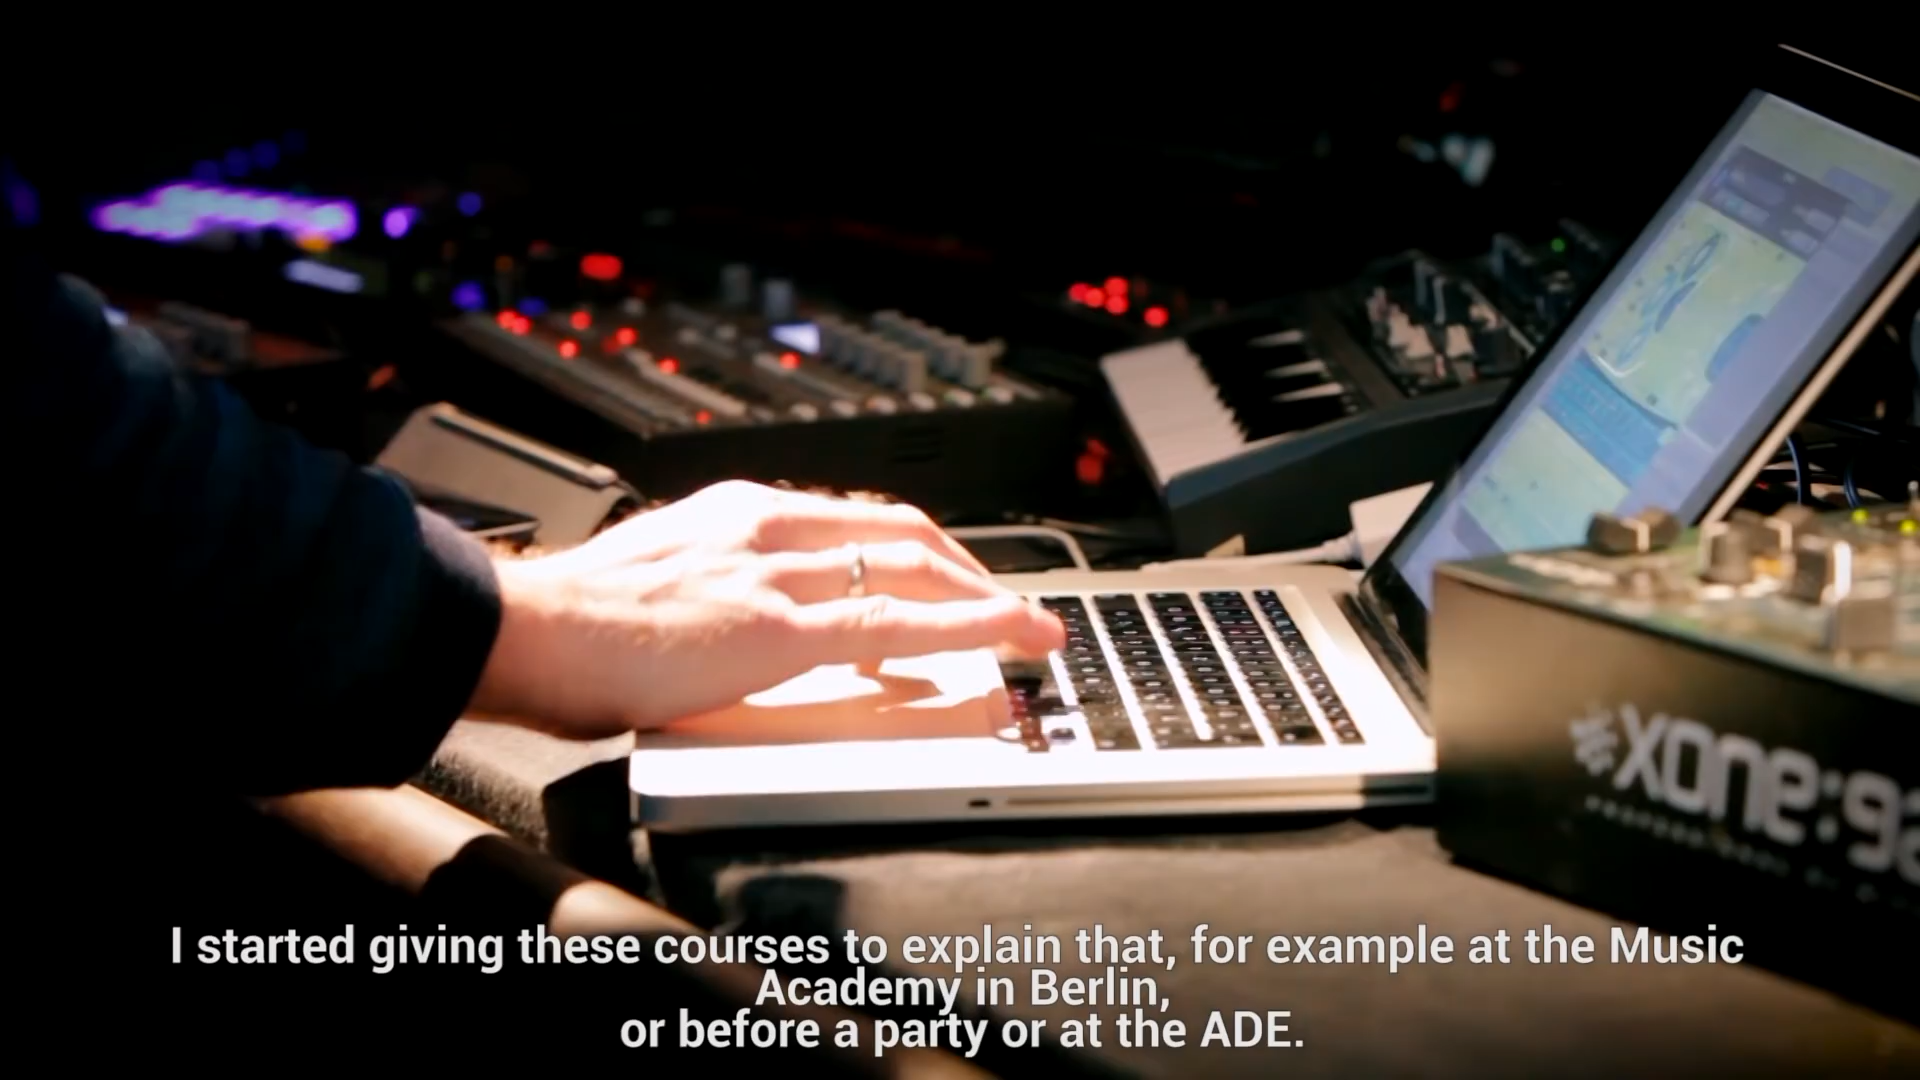 XONE:92
I started giving these courses to explain that, for example at the Music
Academy in Berlin,
or before a party or at the ADE.